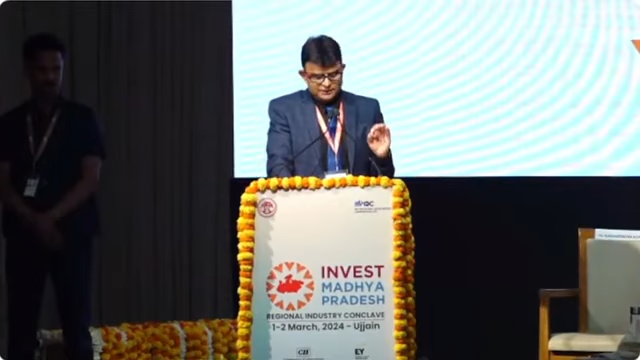 INVEST
MADHYA
PRADESH
REGIONAL INDUSTRY CONCLAVE
1-2 March, 2024 - Ujjain
EY